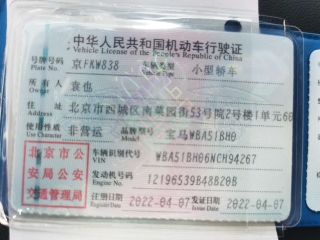 中华人民共和国机动车行驶证
Vehicle License of the People's Republic of China
号牌号码 京FKW838 车辆类型 小型轿车
Plate No. Vehicle Type
所有人 袁也
Owner
住址 北京市西城区南菜园街53号院2号楼1单元60
Address
使用性质 非营运 品牌型号 宝马WBA51BH0
Use Character Model
北京市公 车辆识别代号 WBA51BH06NCH94267
VIN
安局公安 发动机号码 12196539B48B20B
Engine No.
交通管理局 注册日期 2022-04-07 发证日期 2022-04-07
Register Date Issue Date